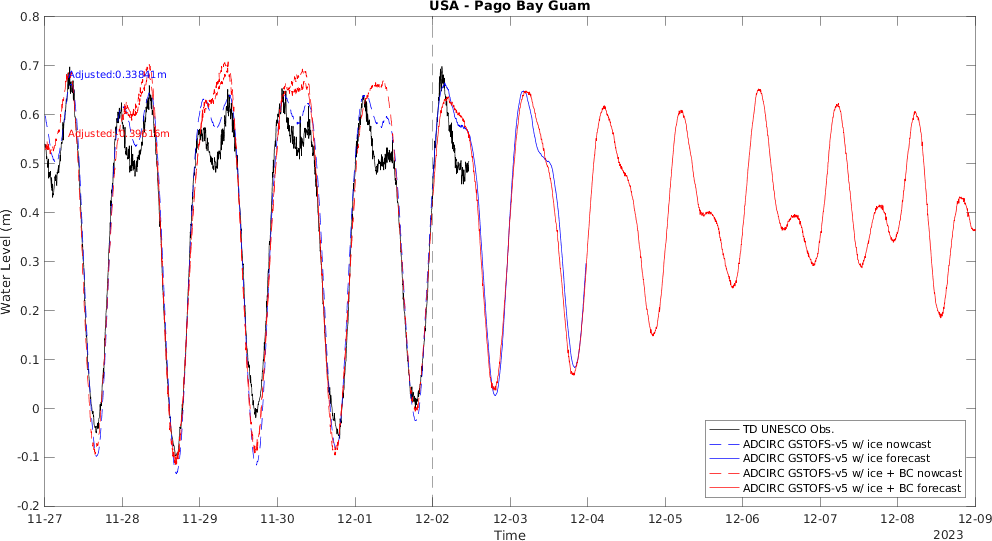 USA - Pago Bay Guam
0.8
0.7
0.6
0.5
0.4
0.3
0.2
0.1
0
-0.1
-0.2
Water Level (m)
Adjusted:0.33841m
Adjusted:0.39516m
TD UNESCO Obs.
ADCIRC GSTOFS-v5 w/ ice nowcast
ADCIRC GSTOFS-v5 w/ ice forecast
ADCIRC GSTOFS-v5 w/ ice + BC nowcast
ADCIRC GSTOFS-v5 w/ ice + BC forecast
11-27 11-28 11-29 11-30 12-01 12-02 12-03 12-04 12-05 12-06 12-07 12-08 12-09
Time
2023